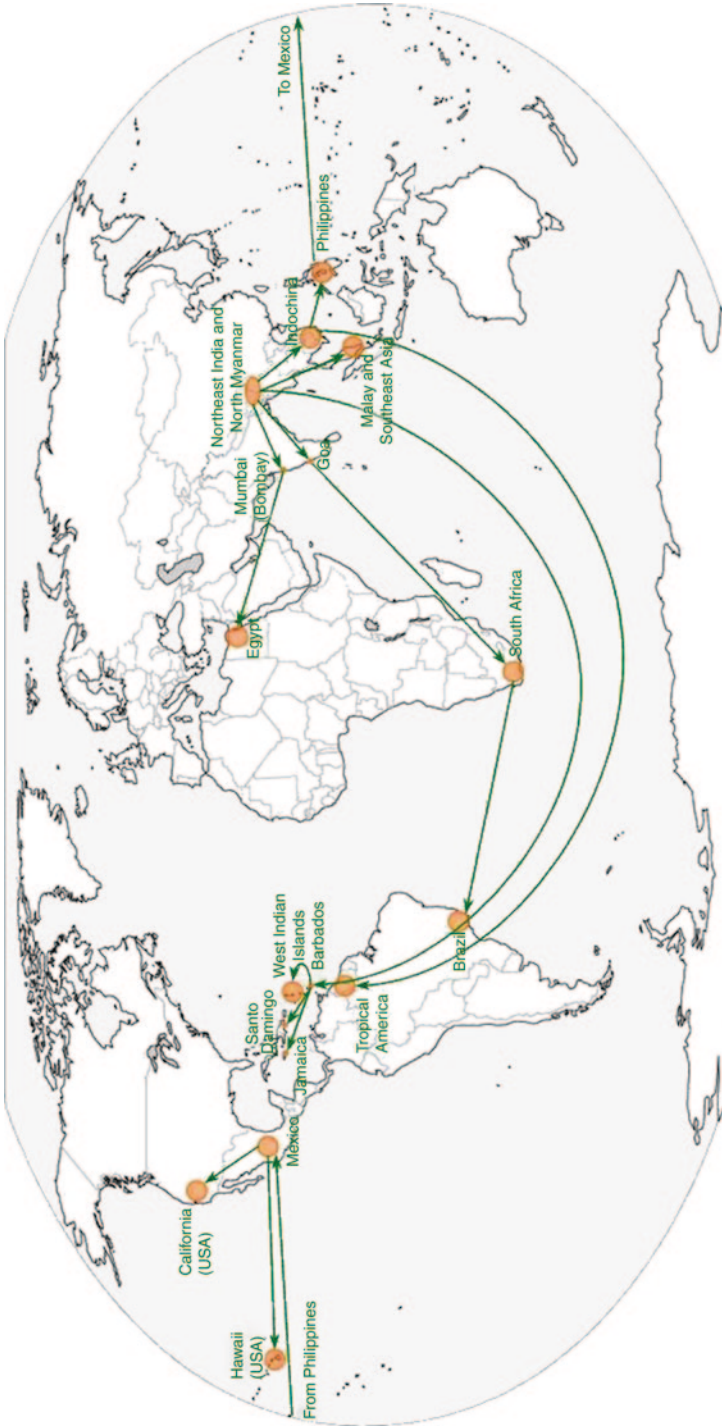 Hawaii
(USA)
From Philippines
California
(USA)
Mexico
Jamaica
Santo
Damingo
West Indian
Islands
Barbados
Tropical
America
Brazil
Egypt
South Africa
Mumbai
(Bombay)
Goa
Northeast India and
North Myanmar
Indochina
Malay and
Southeast Asia
Philippines
To Mexico